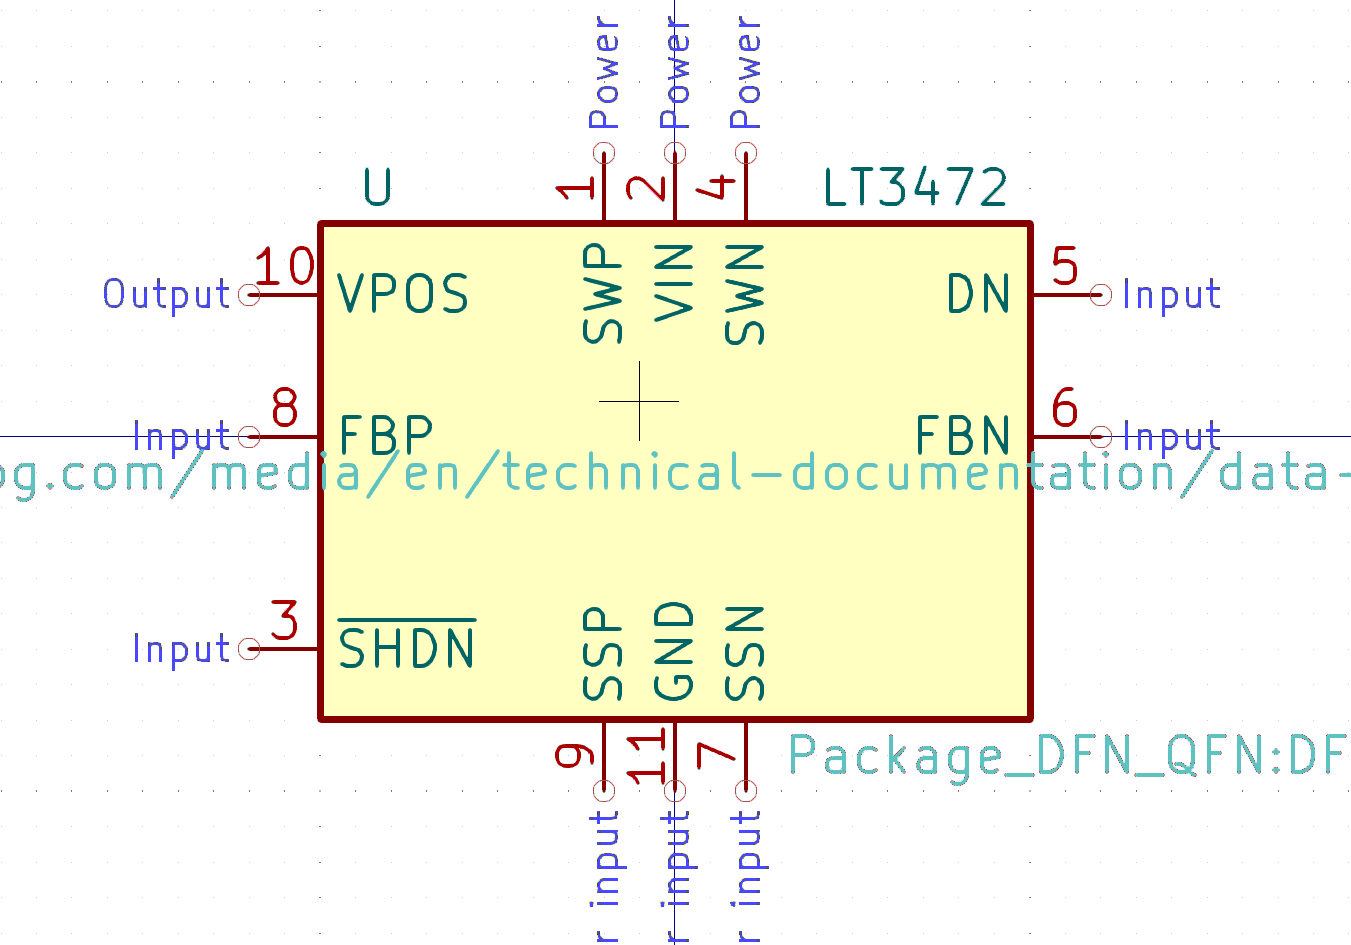 Power
Power
Power
U
1
2
4
LT3472
10
SWP
VIN
SWN
5
Output
VPOS
DN
Input
8
6
Input
FBP
FBN
Input
og.com/media/en/technical-documentation/data-
3
Input
SHDN
SSP
GND
SSN
9
11
7
Package_DFN_QFN:DF
r input
r input
r input